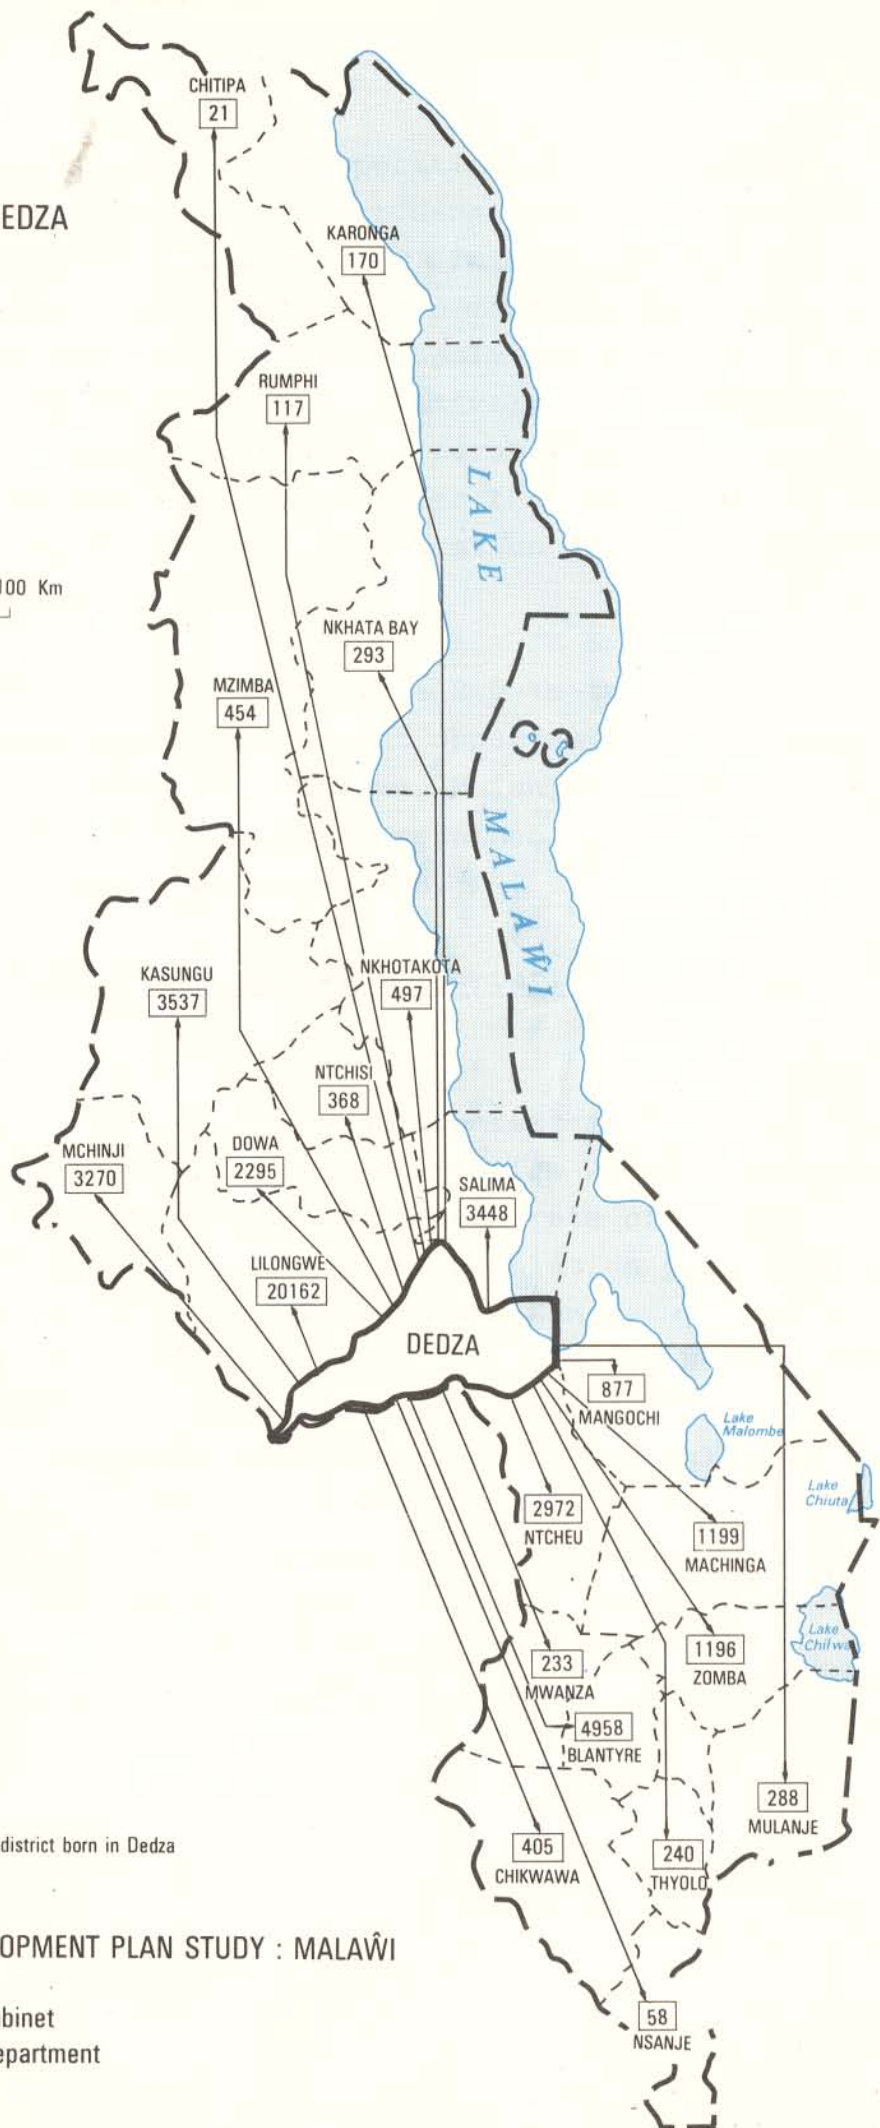 CHITIPA
21
EDZA
KARONGA
170
RUMPHI
117
LAKE
100 Km
NKHATA BAY
293
MZIMBA
454
MALAŴI
KASUNGU
3537
NKHOTAKOTA
497
NTCHISI
368
MCHINJI
3270
DOWA
2295
SALIMA
3448
LILONGWE
20162
DEDZA
877
MANGOCHI
Lake
Malombe
Lake
Chiuta
2972
NTCHEU
1199
MACHINGA
Lake
Chilwa
1196
ZOMBA
233
MWANZA
4958
BLANTYRE
288
MULANJE
405
CHIKWAWA
240
THYOLO
district born in Dedza
OPMENT PLAN STUDY : MALAŴI
binet
epartment
58
NSANJE